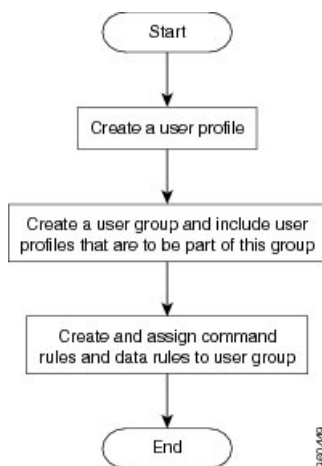 Start
Create a user profile
Create a user group and include user
profiles that are to be part of this group
Create and assign command
rules and data rules to user group
End